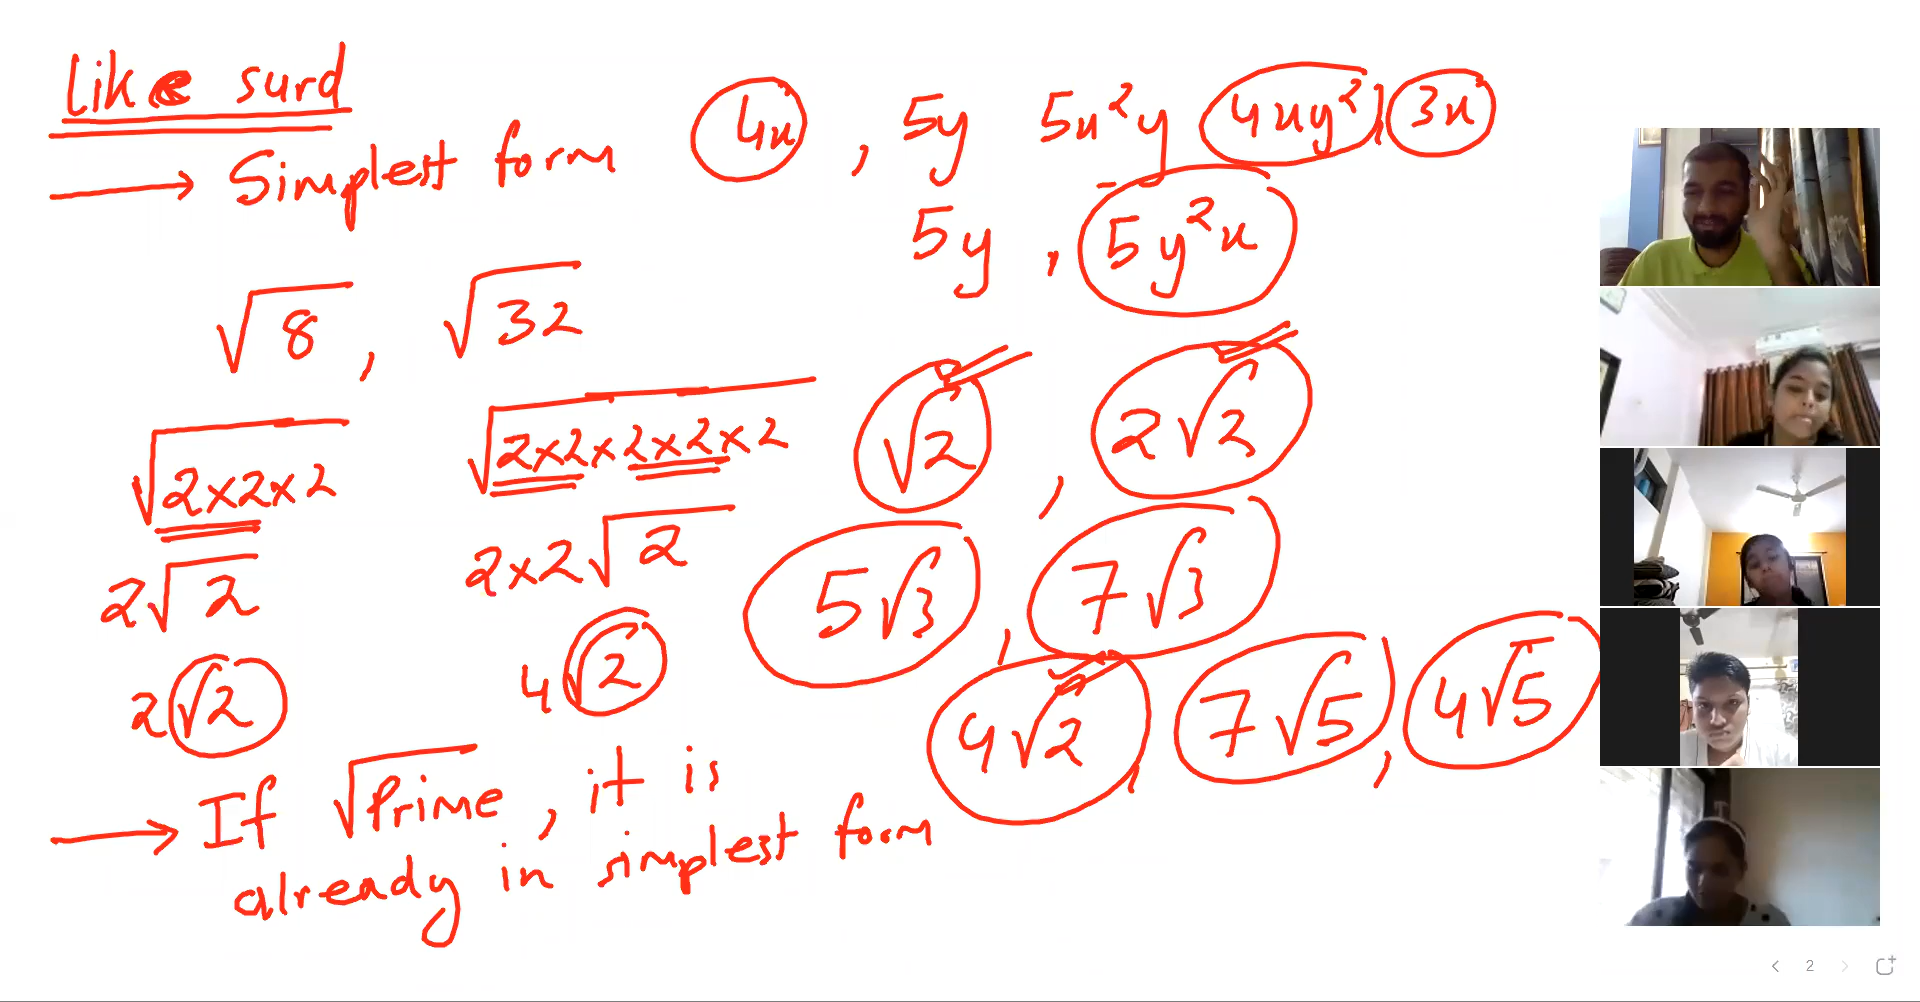 Like surd
→ Simplest form
4x , 5y 5x²y 4xy² , 3x
5y , 5y²x
√8 , √32
√2×2×2 √2×2×2×2×2
2√2 2×2√2
2√2 4√2
√2 , 2√2
5√3 , 7√3
4√2 , 7√5 , 4√5
→ If √Prime , it is
already in simplest form
2